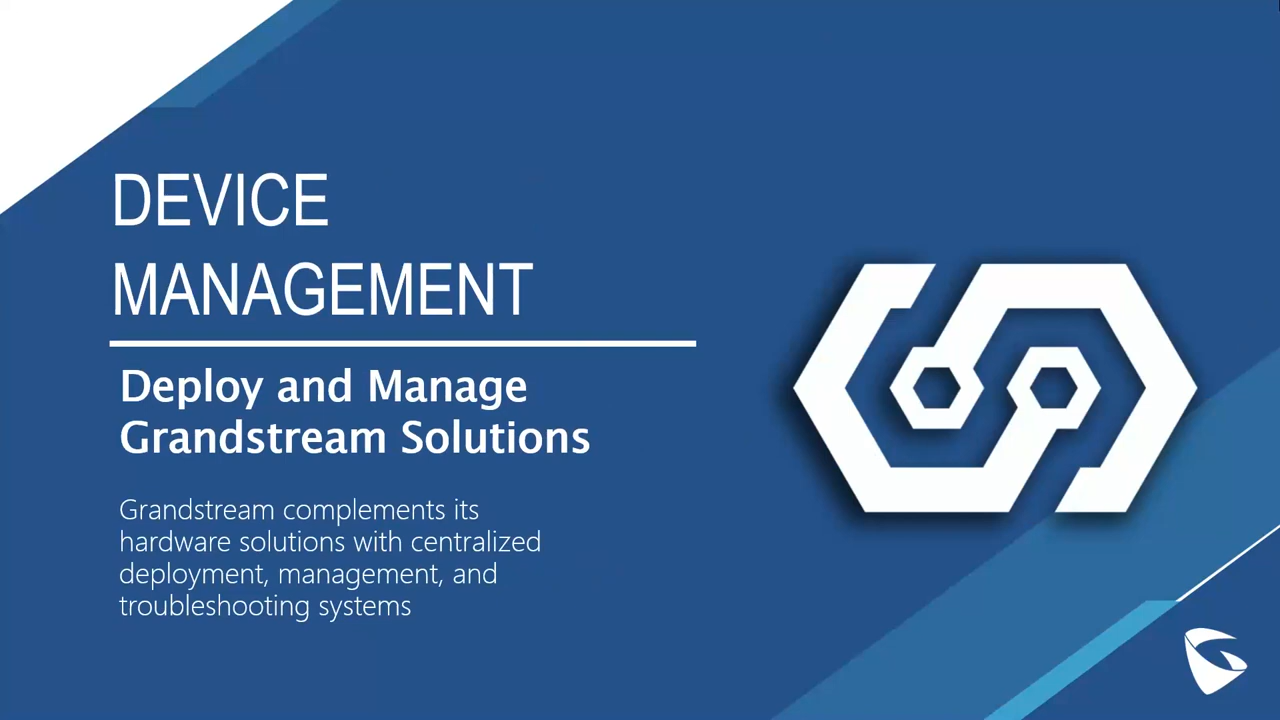 DEVICE
MANAGEMENT
Deploy and Manage
Grandstream Solutions
Grandstream complements its
hardware solutions with centralized
deployment, management, and
troubleshooting systems